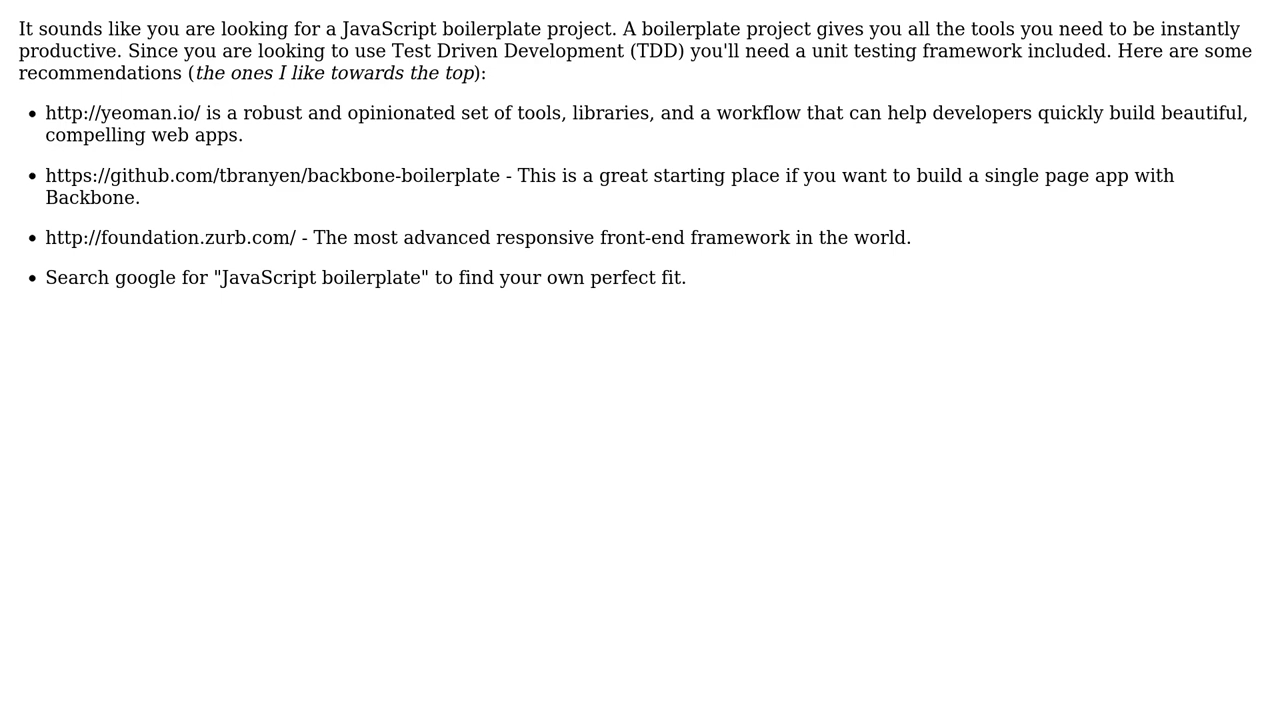 It sounds like you are looking for a JavaScript boilerplate project. A boilerplate project gives you all the tools you need to be instantly
productive. Since you are looking to use Test Driven Development (TDD) you'll need a unit testing framework included. Here are some
recommendations (the ones I like towards the top):
• http://yeoman.io/ is a robust and opinionated set of tools, libraries, and a workflow that can help developers quickly build beautiful,
compelling web apps.
• https://github.com/tbranyen/backbone-boilerplate - This is a great starting place if you want to build a single page app with
Backbone.
• http://foundation.zurb.com/ - The most advanced responsive front-end framework in the world.
• Search google for "JavaScript boilerplate" to find your own perfect fit.